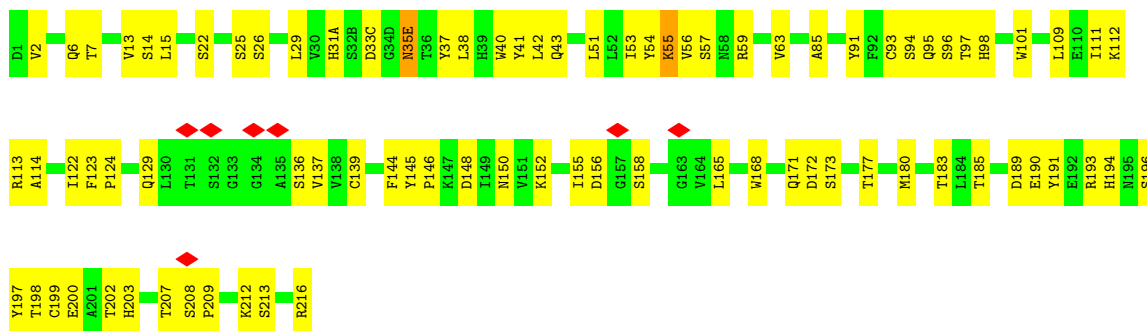 D1 V2 Q6 T7 V13 S14 L15 S22 S25 S26 L29 V30 H31A S32B D33C G34D N35E T36 Y37 L38 H39 W40 Y41 L42 Q43 L51 L52 I53 Y54 K55 V56 S57 N58 R59 V63 A85 Y91 F92 C93 S94 Q95 S96 T97 H98 W101 L109 E110 I111 K112
R113 A114 I122 F123 P124 Q129 L130 T131 S132 G133 G134 A135 S136 V137 V138 C139 F144 Y145 P146 K147 D148 I149 N150 V151 K152 I155 D156 G157 S158 G163 V164 L165 W168 Q171 D172 S173 T177 M180 T183 L184 T185 D189 E190 Y191 E192 R193 H194 N195 S196
Y197 T198 C199 E200 A201 T202 H203 T207 S208 P209 K212 S213 R216